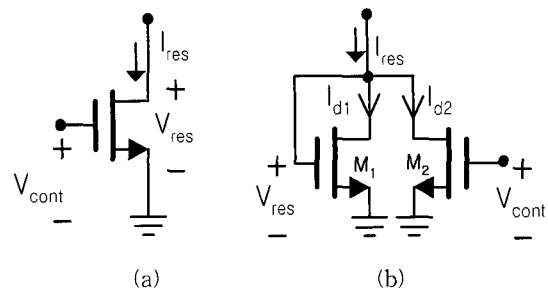 I_res
+
V_res
−
+
V_cont
−
(a)
I_res
I_d1
I_d2
+
V_res
−
M_1
M_2
+
V_cont
−
(b)